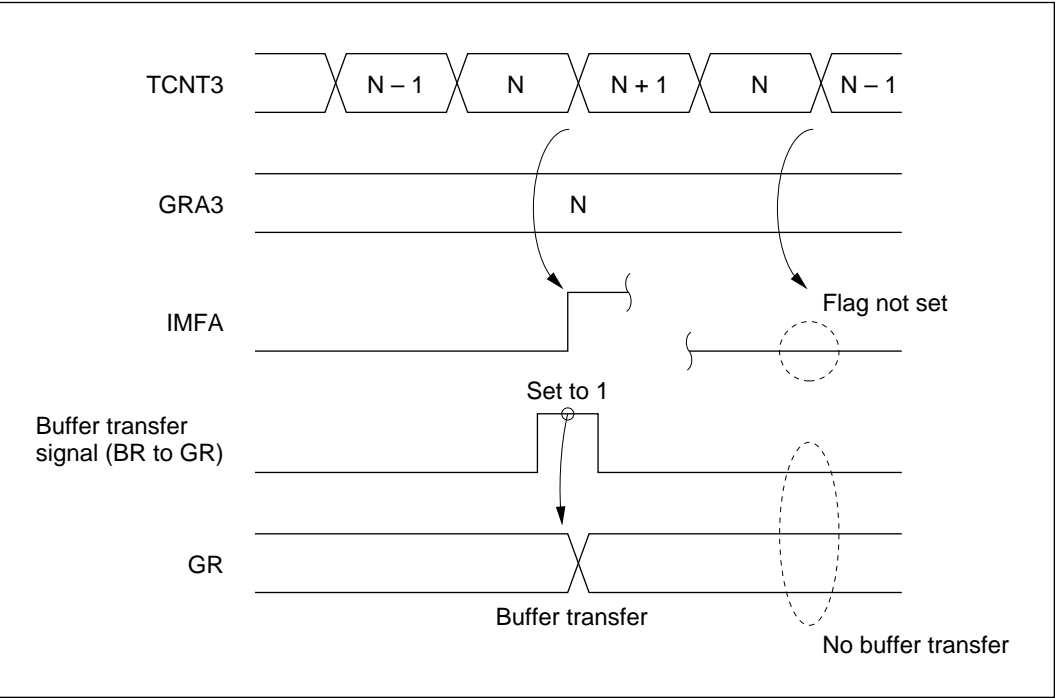 TCNT3 N – 1 N N + 1 N N – 1
GRA3 N
Flag not set
IMFA
Set to 1
Buffer transfer
signal (BR to GR)
GR
Buffer transfer
No buffer transfer